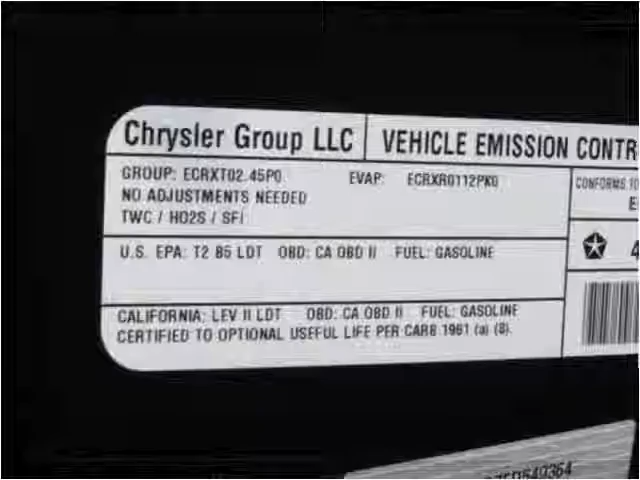 Chrysler Group LLC VEHICLE EMISSION CONTR
GROUP: ECRXT02.45P0 EVAP: ECRXR0112PK0
CONFORMS TO
NO ADJUSTMENTS NEEDED
E
TWC / HO2S / SFI
U.S. EPA: T2 B5 LDT OBD: CA OBD II FUEL: GASOLINE
4
CALIFORNIA: LEV II LDT OBD: CA OBD II FUEL: GASOLINE
CERTIFIED TO OPTIONAL USEFUL LIFE PER CARB 1961 (a) (8).